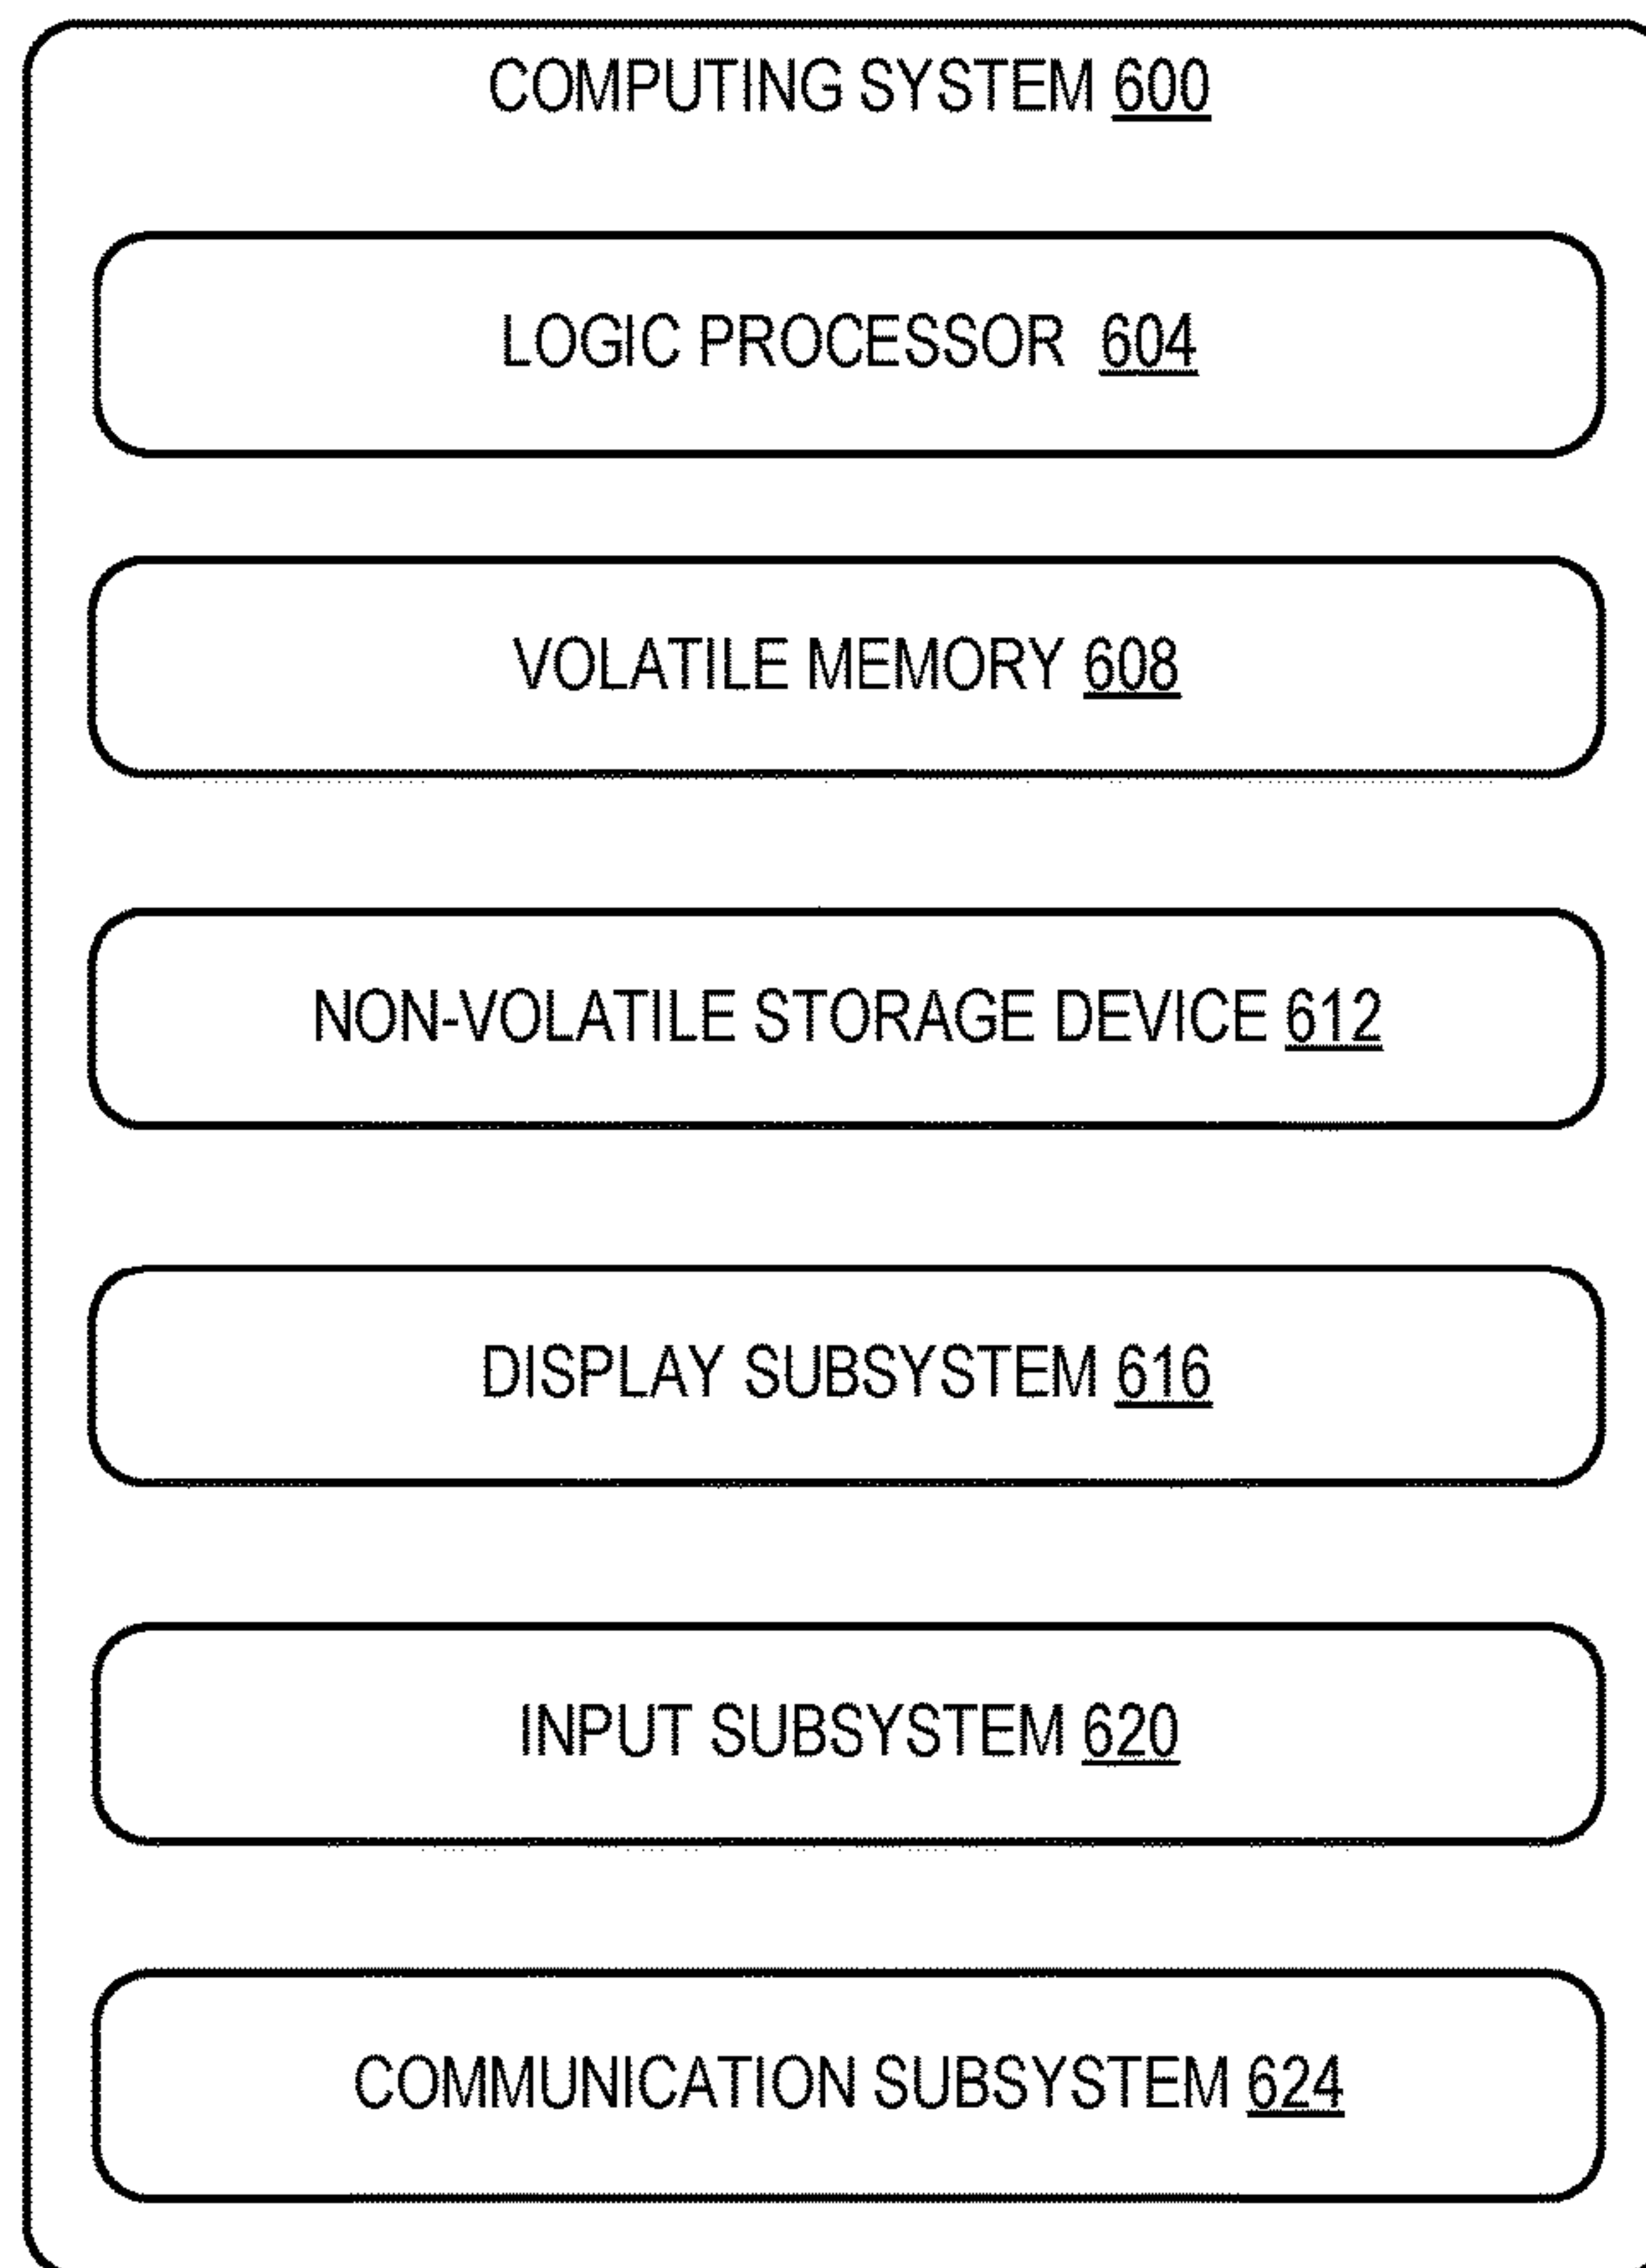 COMPUTING SYSTEM 600
LOGIC PROCESSOR 604
VOLATILE MEMORY 608
NON-VOLATILE STORAGE DEVICE 612
DISPLAY SUBSYSTEM 616
INPUT SUBSYSTEM 620
COMMUNICATION SUBSYSTEM 624